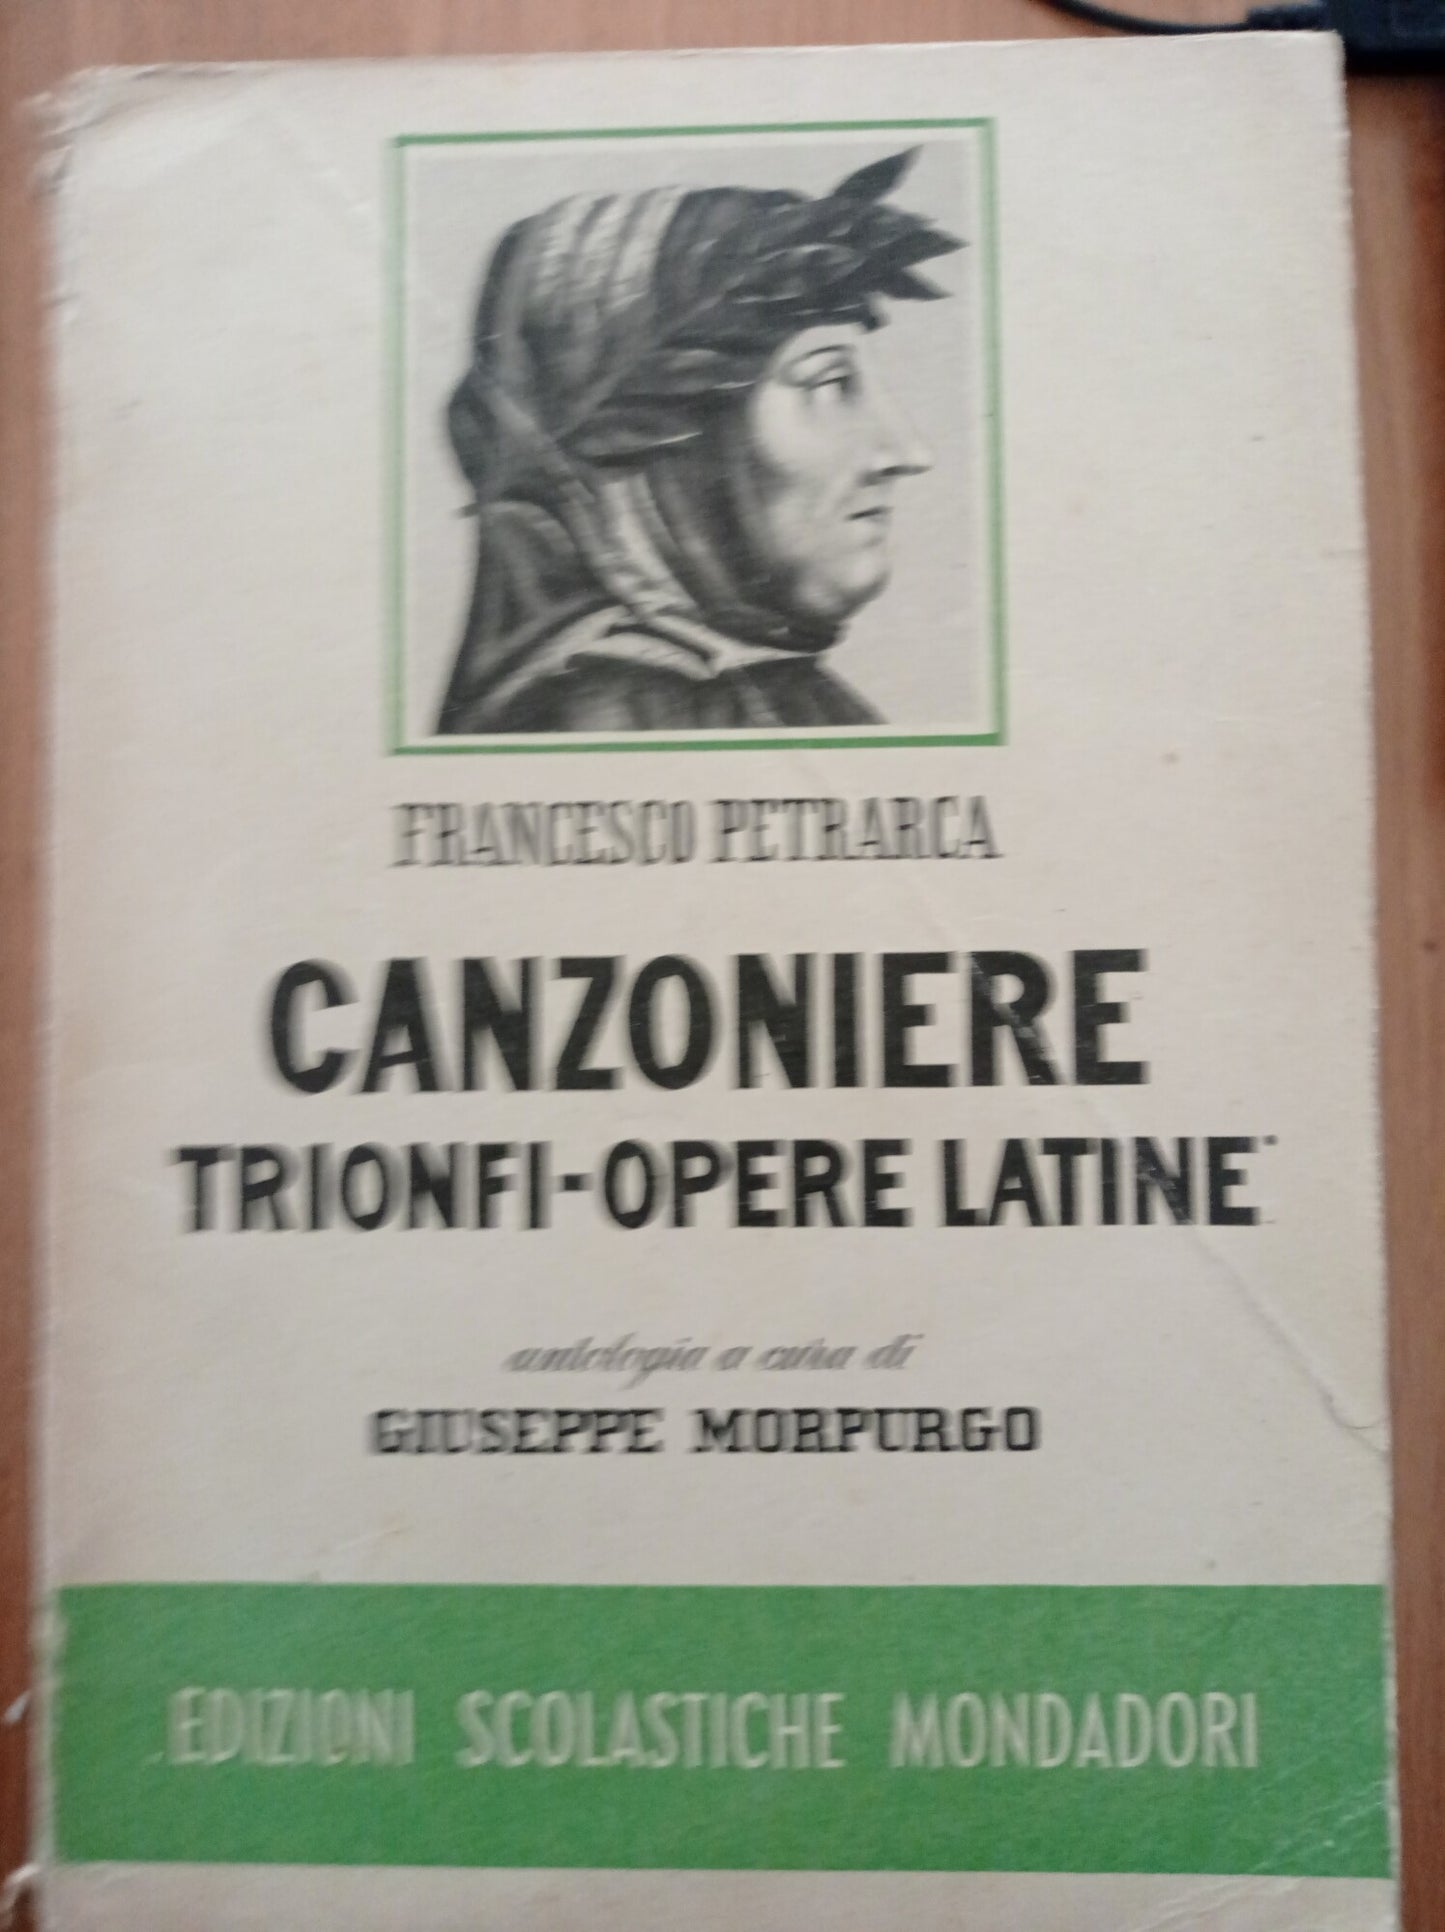 FRANCESCO PETRARCA
CANZONIERE
TRIONFI-OPERE LATINE
antologia a cura di
GIUSEPPE MORPURGO
EDIZIONI SCOLASTICHE MONDADORI